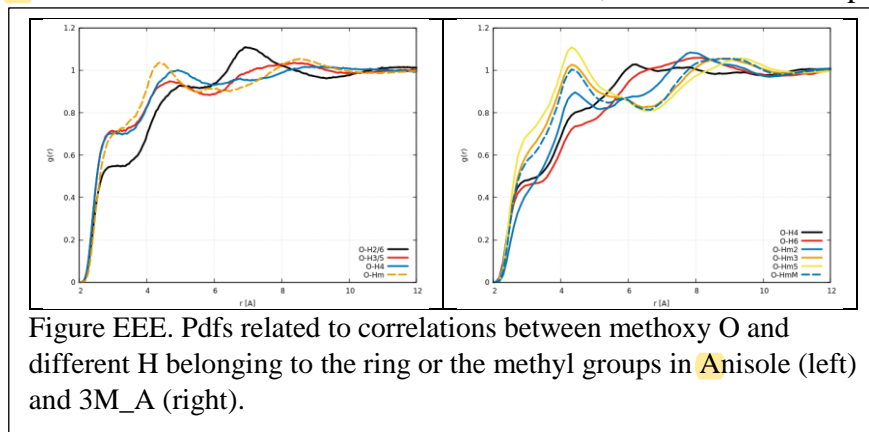 1.2
1
0.8
0.6
0.4
0.2
0
g(r)
2 4 6 8 10 12
r [A]
O-H2/6
O-H3/5
O-H4
O-Hm
1.2
1
0.8
0.6
0.4
0.2
0
g(r)
2 4 6 8 10 12
r [A]
O-H4
O-H6
O-Hm2
O-Hm3
O-Hm5
O-HmM
Figure EEE. Pdfs related to correlations between methoxy O and
different H belonging to the ring or the methyl groups in Anisole (left)
and 3M_A (right).